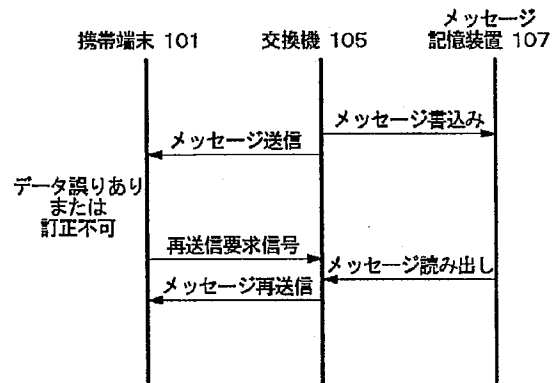 携帯端末 101
交換機 105
メッセージ
記憶装置 107
メッセージ書込み
メッセージ送信
データ誤りあり
または
訂正不可
再送信要求信号
メッセージ読み出し
メッセージ再送信